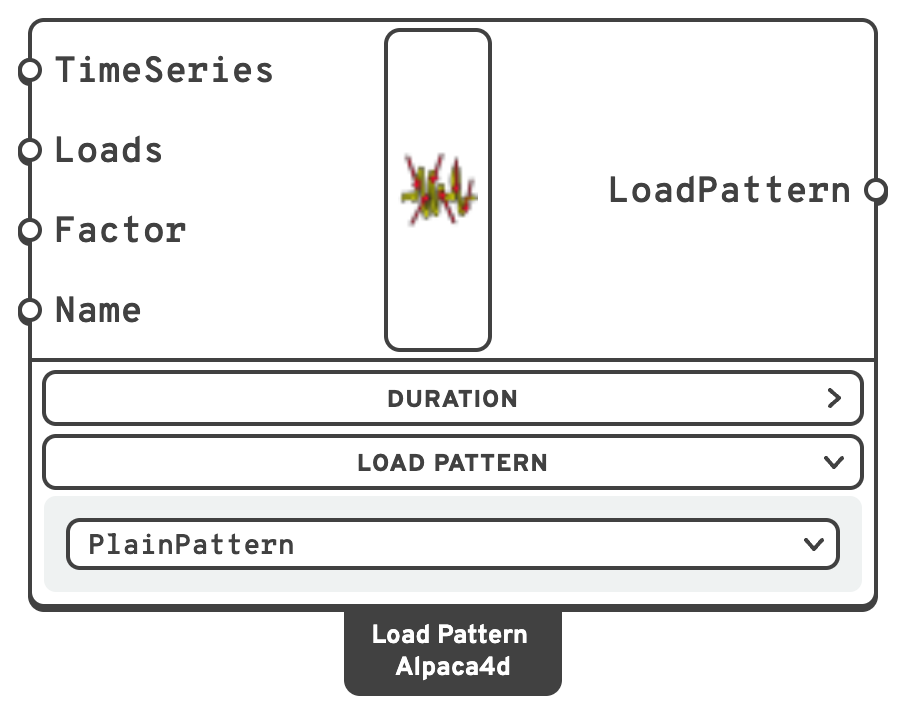 TimeSeries
Loads
Factor
Name
LoadPattern
DURATION
LOAD PATTERN
PlainPattern
Load Pattern
Alpaca4d